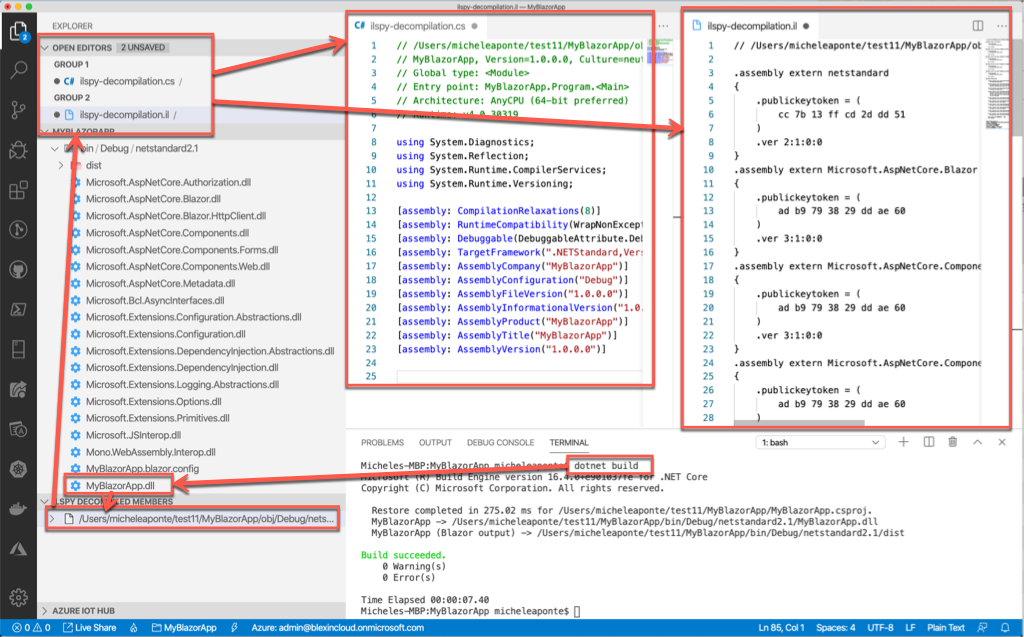 ilspy-decompilation.il — MyBlazorApp
2
EXPLORER
OPEN EDITORS 2 UNSAVED
GROUP 1
C# ilspy-decompilation.cs /
GROUP 2
ilspy-decompilation.il /
MYBLAZORAPP
bin / Debug / netstandard2.1
dist
Microsoft.AspNetCore.Authorization.dll
Microsoft.AspNetCore.Blazor.dll
Microsoft.AspNetCore.Blazor.HttpClient.dll
Microsoft.AspNetCore.Components.dll
Microsoft.AspNetCore.Components.Forms.dll
Microsoft.AspNetCore.Components.Web.dll
Microsoft.AspNetCore.Metadata.dll
Microsoft.Bcl.AsyncInterfaces.dll
Microsoft.Extensions.Configuration.Abstractions.dll
Microsoft.Extensions.Configuration.dll
Microsoft.Extensions.DependencyInjection.Abstractions.dll
Microsoft.Extensions.DependencyInjection.dll
Microsoft.Extensions.Logging.Abstractions.dll
Microsoft.Extensions.Options.dll
Microsoft.Extensions.Primitives.dll
Microsoft.JSInterop.dll
Mono.WebAssembly.Interop.dll
MyBlazorApp.blazor.config
MyBlazorApp.dll
ILSPY DECOMPILED MEMBERS
/Users/micheleaponte/test11/MyBlazorApp/obj/Debug/nets...
AZURE IOT HUB
C# ilspy-decompilation.cs
1 // /Users/micheleaponte/test11/MyBlazorApp/o
2 // MyBlazorApp, Version=1.0.0.0, Culture=neu
3 // Global type: <Module>
4 // Entry point: MyBlazorApp.Program.<Main>
5 // Architecture: AnyCPU (64-bit preferred)
6 // Runtime: v4.0.30319
7
8 using System.Diagnostics;
9 using System.Reflection;
10 using System.Runtime.CompilerServices;
11 using System.Runtime.Versioning;
12
13 [assembly: CompilationRelaxations(8)]
14 [assembly: RuntimeCompatibility(WrapNonExcep
15 [assembly: Debuggable(DebuggableAttribute.De
16 [assembly: TargetFramework(".NETStandard,Vers
17 [assembly: AssemblyCompany("MyBlazorApp")]
18 [assembly: AssemblyConfiguration("Debug")]
19 [assembly: AssemblyFileVersion("1.0.0.0")]
20 [assembly: AssemblyInformationalVersion("1.0.
21 [assembly: AssemblyProduct("MyBlazorApp")]
22 [assembly: AssemblyTitle("MyBlazorApp")]
23 [assembly: AssemblyVersion("1.0.0.0")]
24
25
ilspy-decompilation.il
1 // /Users/micheleaponte/test11/MyBlazorApp/o
2
3 .assembly extern netstandard
4 {
5 .publickeytoken = (
6 cc 7b 13 ff cd 2d dd 51
7 )
8 .ver 2:1:0:0
9 }
10 .assembly extern Microsoft.AspNetCore.Blazor
11 {
12 .publickeytoken = (
13 ad b9 79 38 29 dd ae 60
14 )
15 .ver 3:1:0:0
16 }
17 .assembly extern Microsoft.AspNetCore.Compone
18 {
19 .publickeytoken = (
20 ad b9 79 38 29 dd ae 60
21 )
22 .ver 3:1:0:0
23 }
24 .assembly extern Microsoft.AspNetCore.Compone
25 {
26 .publickeytoken = (
27 ad b9 79 38 29 dd ae 60
28 )
PROBLEMS OUTPUT DEBUG CONSOLE TERMINAL 1: bash
Micheles-MBP:MyBlazorApp micheleaponte$ dotnet build
Microsoft (R) Build Engine version for .NET Core
Copyright (C) Microsoft Corporation. All rights reserved.
Restore completed in 275.02 ms for /Users/micheleaponte/test11/MyBlazorApp/MyBlazorApp.csproj.
MyBlazorApp -> /Users/micheleaponte/test11/MyBlazorApp/bin/Debug/netstandard2.1/MyBlazorApp.dll
MyBlazorApp (Blazor output) -> /Users/micheleaponte/test11/MyBlazorApp/bin/Debug/netstandard2.1/dist
Build succeeded.
0 Warning(s)
0 Error(s)
Time Elapsed 00:00:07.40
Micheles-MBP:MyBlazorApp micheleaponte$
0 0 Live Share MyBlazorApp Azure: admin@blexincloud.onmicrosoft.com Ln 85, Col 1 Spaces: 4 UTF-8 LF Plain Text